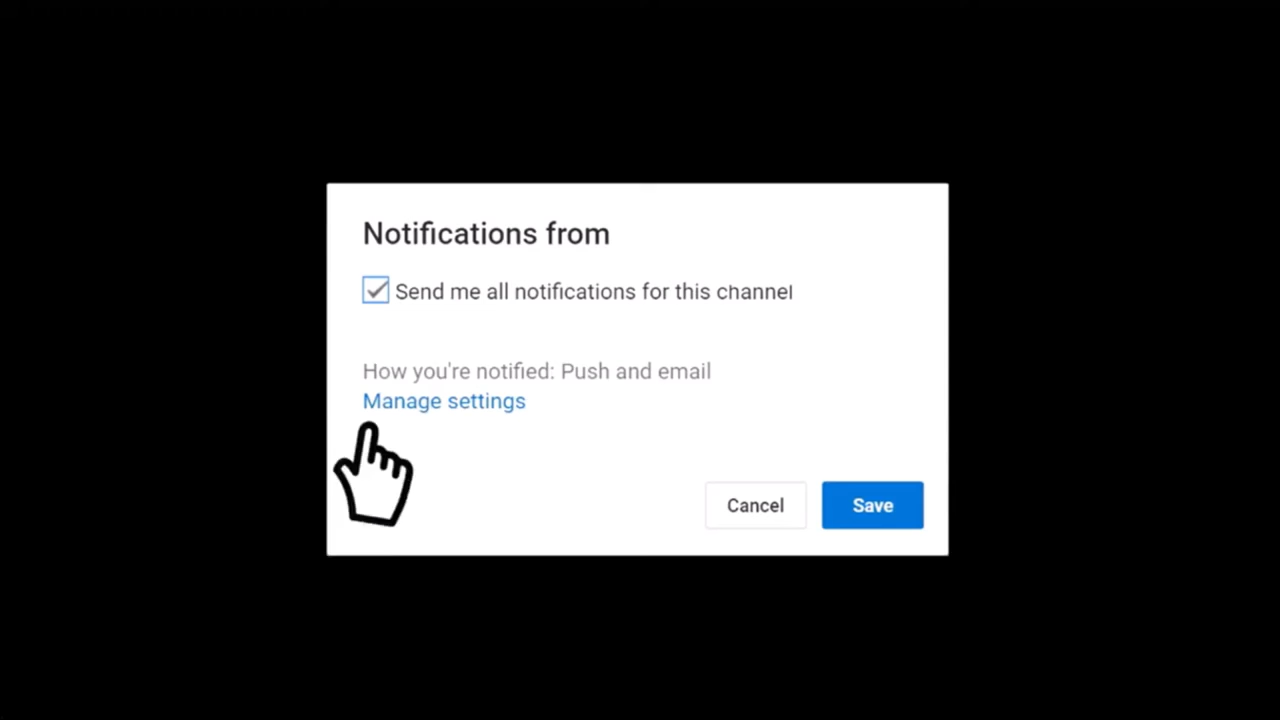 Notifications from
Send me all notifications for this channel
How you're notified: Push and email
Manage settings
Cancel
Save